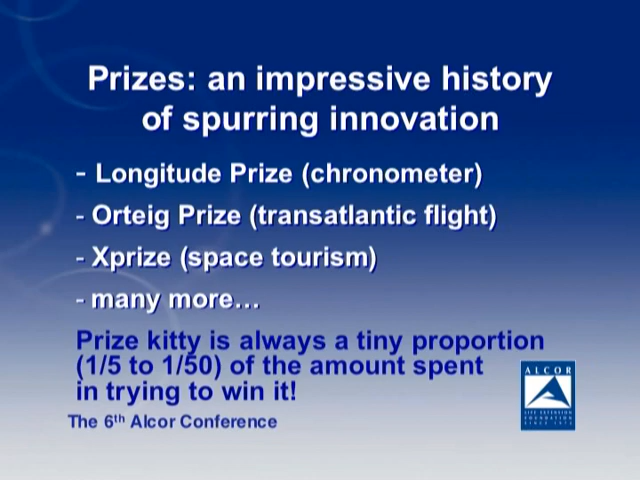 Prizes: an impressive history
of spurring innovation
- Longitude Prize (chronometer)
- Orteig Prize (transatlantic flight)
- Xprize (space tourism)
- many more...
Prize kitty is always a tiny proportion
(1/5 to 1/50) of the amount spent
in trying to win it!
ALCOR
LIFE EXTENSION
FOUNDATION
SINCE 1972
The 6th Alcor Conference